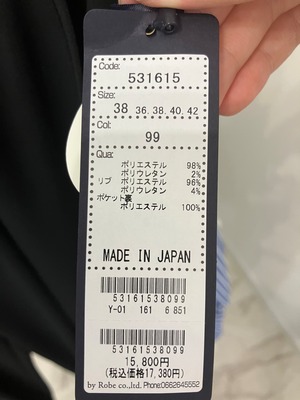 Code:
531615
Size:
38 36. 38. 40. 42
Col:
99
Qua:
ポリエステル 98%
ポリウレタン 2%
リブ ポリエステル 96%
ポリウレタン 4%
ポケット裏
ポリエステル 100%
MADE IN JAPAN
53161538099
Y-01 161 6 851
53161538099
15,800円
(税込価格17,380円)
by Robe co.,ltd. Phone:0662645552